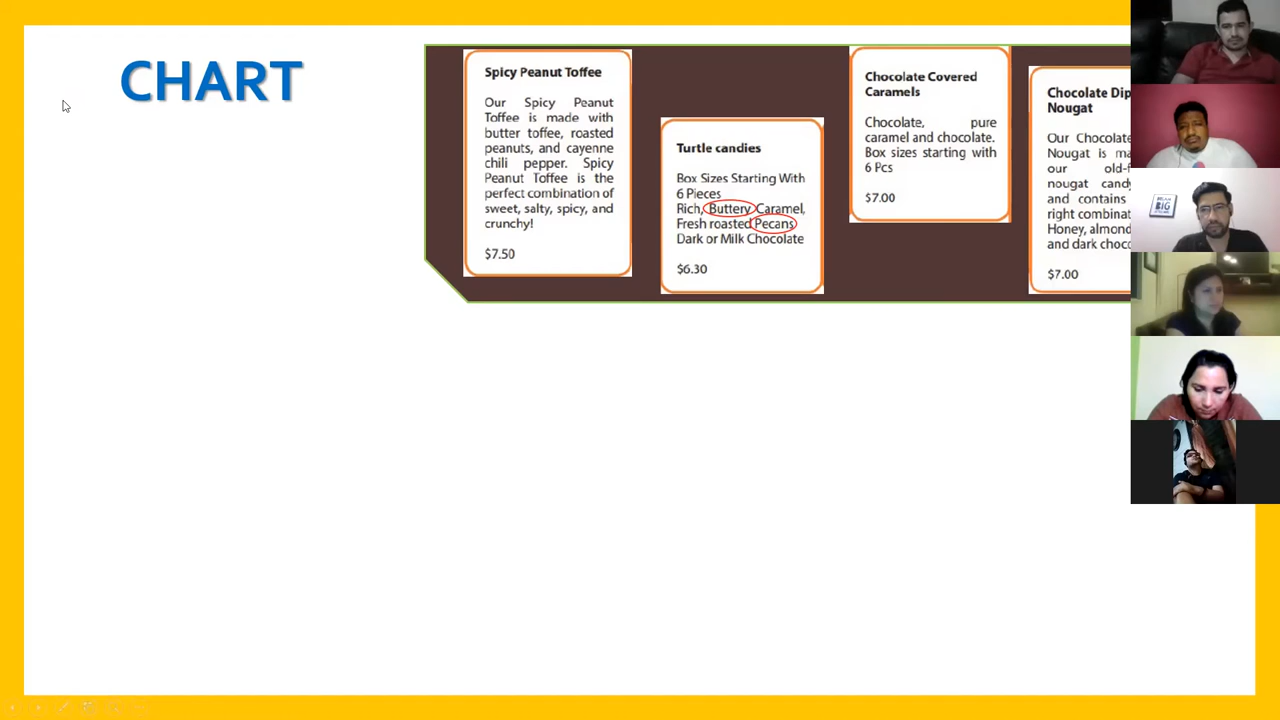 CHART
Spicy Peanut Toffee
Our Spicy Peanut
Toffee is made with
butter toffee, roasted
peanuts, and cayenne
chili pepper. Spicy
Peanut Toffee is the
perfect combination of
sweet, salty, spicy, and
crunchy!
$7.50
Turtle candies
Box Sizes Starting With
6 Pieces
Rich, Buttery Caramel,
Fresh roasted Pecans
Dark or Milk Chocolate
$6.30
Chocolate Covered
Caramels
Chocolate, pure
caramel and chocolate.
Box sizes starting with
6 Pcs
$7.00
Chocolate Dip
Nougat
Our Chocolate
Nougat is ma
our old-f
nougat candy
and contains
right combinat
Honey, almond
and dark choco
$7.00
BIG